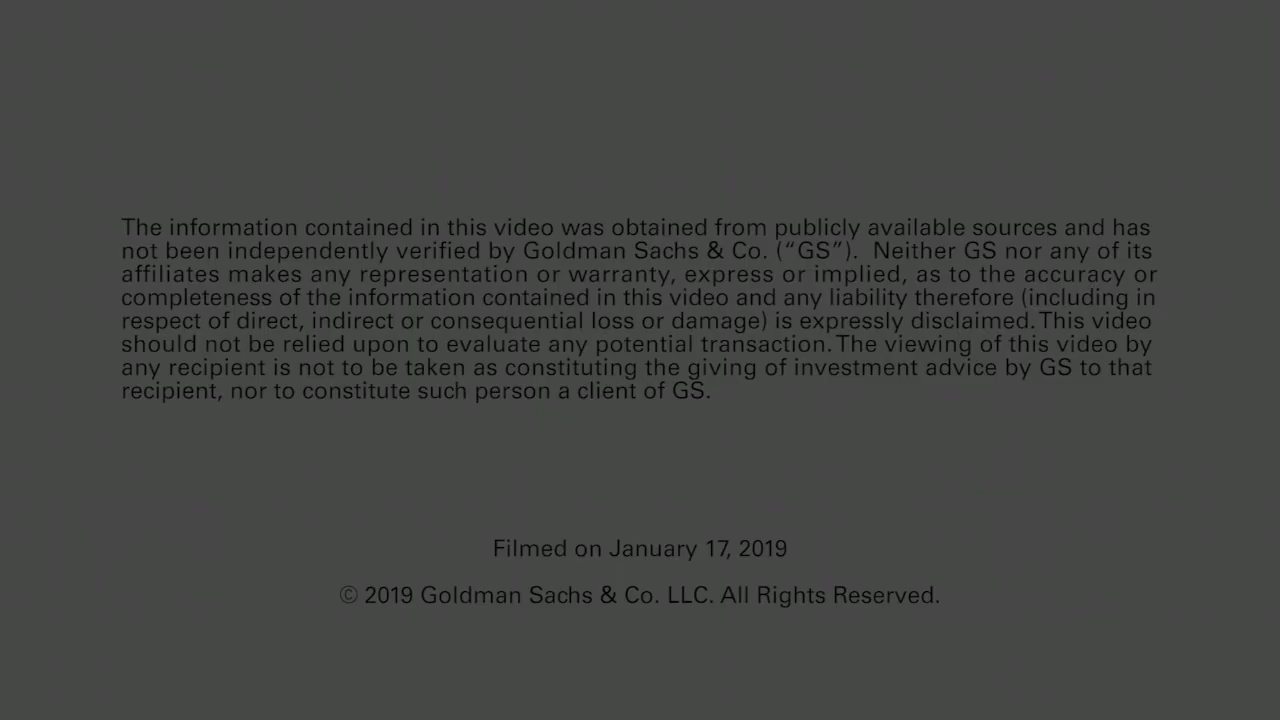 The information contained in this video was obtained from publicly available sources and has
not been independently verified by Goldman Sachs & Co. (“GS”).  Neither GS nor any of its
affiliates makes any representation or warranty, express or implied, as to the accuracy or
completeness of the information contained in this video and any liability therefore (including in
respect of direct, indirect or consequential loss or damage) is expressly disclaimed. This video
should not be relied upon to evaluate any potential transaction. The viewing of this video by
any recipient is not to be taken as constituting the giving of investment advice by GS to that
recipient, nor to constitute such person a client of GS.
Filmed on January 17, 2019
© 2019 Goldman Sachs & Co. LLC. All Rights Reserved.